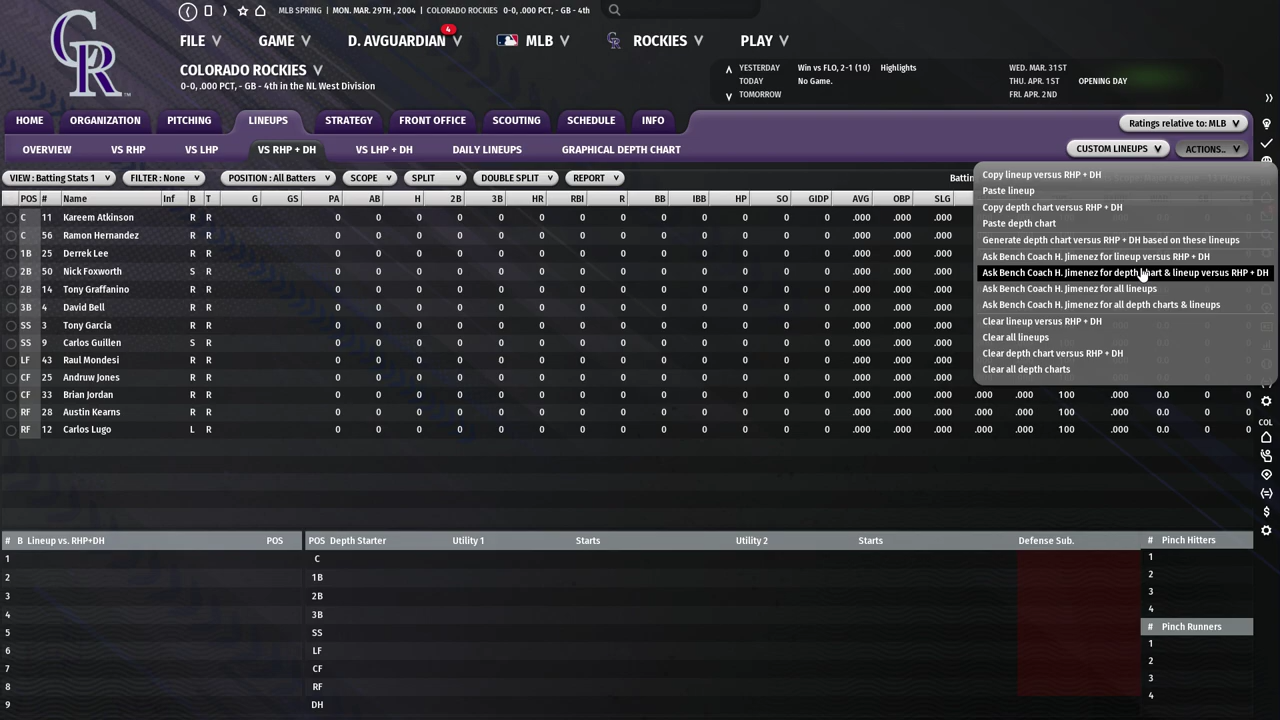 MLB SPRING | MON. MAR. 29TH , 2004 | COLORADO ROCKIES 0-0, .000 PCT, - GB - 4th
FILE GAME D. AVGUARDIAN 4 MLB ROCKIES PLAY
COLORADO ROCKIES
0-0, .000 PCT, - GB - 4th in the NL West Division
YESTERDAY Win vs FLO, 2-1 (10) Highlights WED. MAR. 31ST
TODAY No Game. THU. APR. 1ST OPENING DAY
TOMORROW FRI. APR. 2ND
HOME ORGANIZATION PITCHING LINEUPS STRATEGY FRONT OFFICE SCOUTING SCHEDULE INFO Ratings relative to: MLB
OVERVIEW VS RHP VS LHP VS RHP + DH VS LHP + DH DAILY LINEUPS GRAPHICAL DEPTH CHART CUSTOM LINEUPS ACTIONS..
VIEW : Batting Stats 1 FILTER : None POSITION : All Batters SCOPE SPLIT DOUBLE SPLIT REPORT
POS # Name Inf B T G GS PA AB H 2B 3B HR RBI R BB IBB HP SO GIDP AVG OBP SLG
C 11 Kareem Atkinson R R 0 0 0 0 0 0 0 0 0 0 0 0 0 .000 .000 .000
C 56 Ramon Hernandez R R 0 0 0 0 0 0 0 0 0 0 0 0 0 .000 .000 .000
1B 25 Derrek Lee R R 0 0 0 0 0 0 0 0 0 0 0 0 0 .000 .000 .000
2B 50 Nick Foxworth S R 0 0 0 0 0 0 0 0 0 0 0 0 0 .000 .000 .000
2B 14 Tony Graffanino R R 0 0 0 0 0 0 0 0 0 0 0 0 0 .000 .000 .000
3B 4 David Bell R R 0 0 0 0 0 0 0 0 0 0 0 0 0 .000 .000 .000
SS 3 Tony Garcia R R 0 0 0 0 0 0 0 0 0 0 0 0 0 .000 .000 .000
SS 9 Carlos Guillen S R 0 0 0 0 0 0 0 0 0 0 0 0 0 .000 .000 .000
LF 43 Raul Mondesi R R 0 0 0 0 0 0 0 0 0 0 0 0 0 .000 .000 .000
CF 25 Andruw Jones R R 0 0 0 0 0 0 0 0 0 0 0 0 0 .000 .000 .000
CF 33 Brian Jordan R R 0 0 0 0 0 0 0 0 0 0 0 0 0 .000 .000 .000 .000 .000 100 .000 .000 0.0 0 0
RF 28 Austin Kearns R R 0 0 0 0 0 0 0 0 0 0 0 0 0 .000 .000 .000 .000 .000 100 .000 .000 0.0 0 0
RF 12 Carlos Lugo L R 0 0 0 0 0 0 0 0 0 0 0 0 0 .000 .000 .000 .000 .000 100 .000 .000 0.0 0 0
Copy lineup versus RHP + DH
Paste lineup
Copy depth chart versus RHP + DH
Paste depth chart
Generate depth chart versus RHP + DH based on these lineups
Ask Bench Coach H. Jimenez for lineup versus RHP + DH
Ask Bench Coach H. Jimenez for depth chart & lineup versus RHP + DH
Ask Bench Coach H. Jimenez for all lineups
Ask Bench Coach H. Jimenez for all depth charts & lineups
Clear lineup versus RHP + DH
Clear all lineups
Clear depth chart versus RHP + DH
Clear all depth charts
COL
# B Lineup vs. RHP+DH POS
1
2
3
4
5
6
7
8
9
POS Depth Starter Utility 1 Starts Utility 2 Starts Defense Sub.
C
1B
2B
3B
SS
LF
CF
RF
DH
# Pinch Hitters
1
2
3
4
# Pinch Runners
1
2
3
4